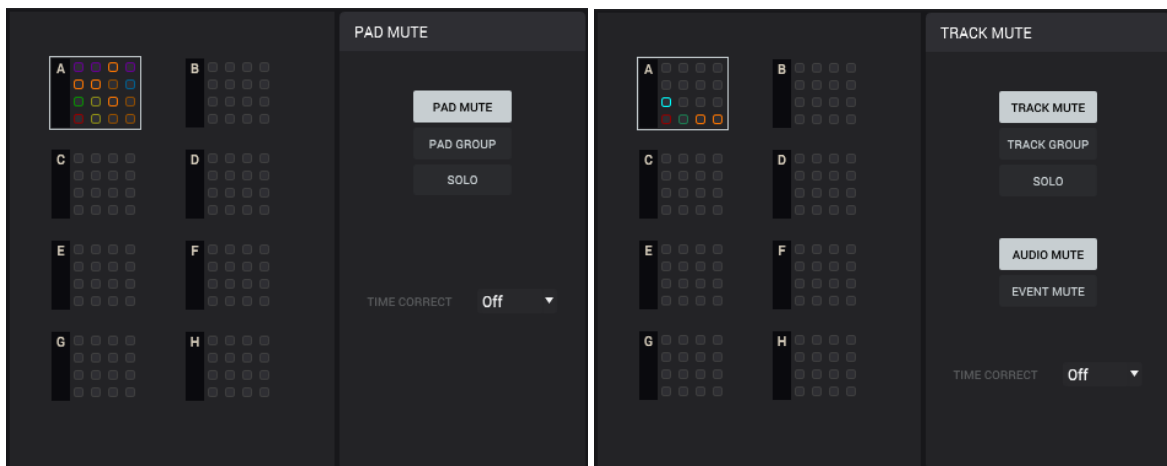 PAD MUTE
A B
C D
E F
G H
PAD MUTE
PAD GROUP
SOLO
TIME CORRECT Off
TRACK MUTE
A B
C D
E F
G H
TRACK MUTE
TRACK GROUP
SOLO
AUDIO MUTE
EVENT MUTE
TIME CORRECT Off